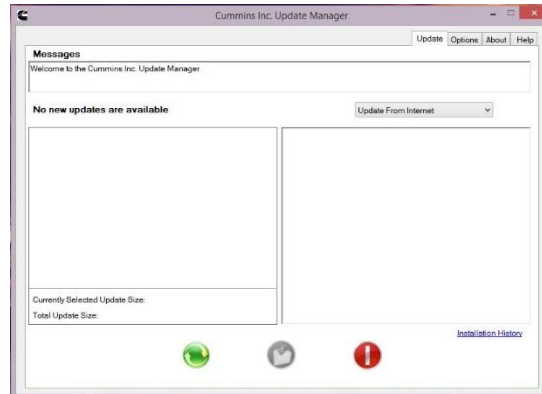 Cummins Inc. Update Manager
Update Options About Help
Messages
Welcome to the Cummins Inc. Update Manager
No new updates are available
Update From Internet
Currently Selected Update Size:
Total Update Size:
Installation History